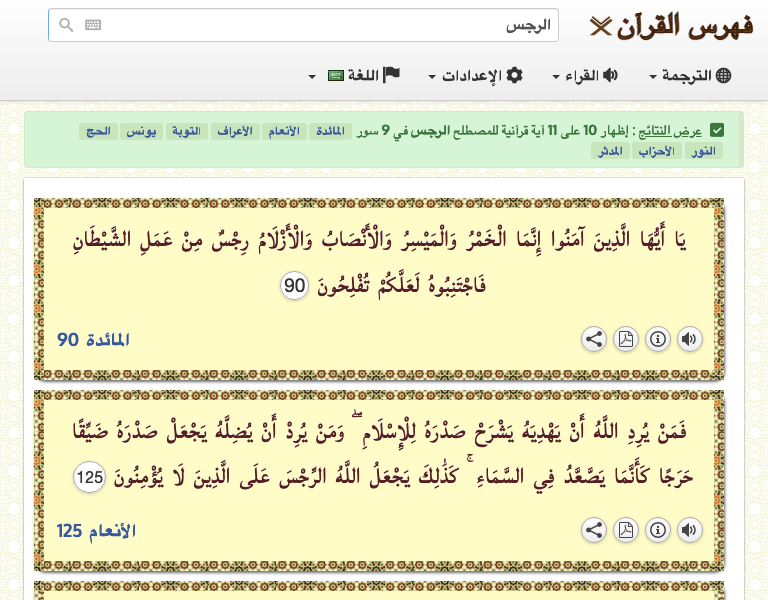 فهرس القرآن
الرجس
الترجمة
القراء
الإعدادات
اللغة
عرض النتائج : إظهار 10 على 11 آية قرآنية للمصطلح الرجس في 9 سور المائدة الأنعام الأعراف التوبة يونس الحج
النور الأحزاب المدثر
يَا أَيُّهَا الَّذِينَ آمَنُوا إِنَّمَا الْخَمْرُ وَالْمَيْسِرُ وَالْأَنْصَابُ وَالْأَزْلَامُ رِجْسٌ مِنْ عَمَلِ الشَّيْطَانِ
فَاجْتَنِبُوهُ لَعَلَّكُمْ تُفْلِحُونَ 90
المائدة 90
فَمَنْ يُرِدِ اللَّهُ أَنْ يَهْدِيَهُ يَشْرَحْ صَدْرَهُ لِلْإِسْلَامِ ۖ وَمَنْ يُرِدْ أَنْ يُضِلَّهُ يَجْعَلْ صَدْرَهُ ضَيِّقًا
حَرَجًا كَأَنَّمَا يَصَّعَّدُ فِي السَّمَاءِ ۚ كَذَٰلِكَ يَجْعَلُ اللَّهُ الرِّجْسَ عَلَى الَّذِينَ لَا يُؤْمِنُونَ 125
الأنعام 125